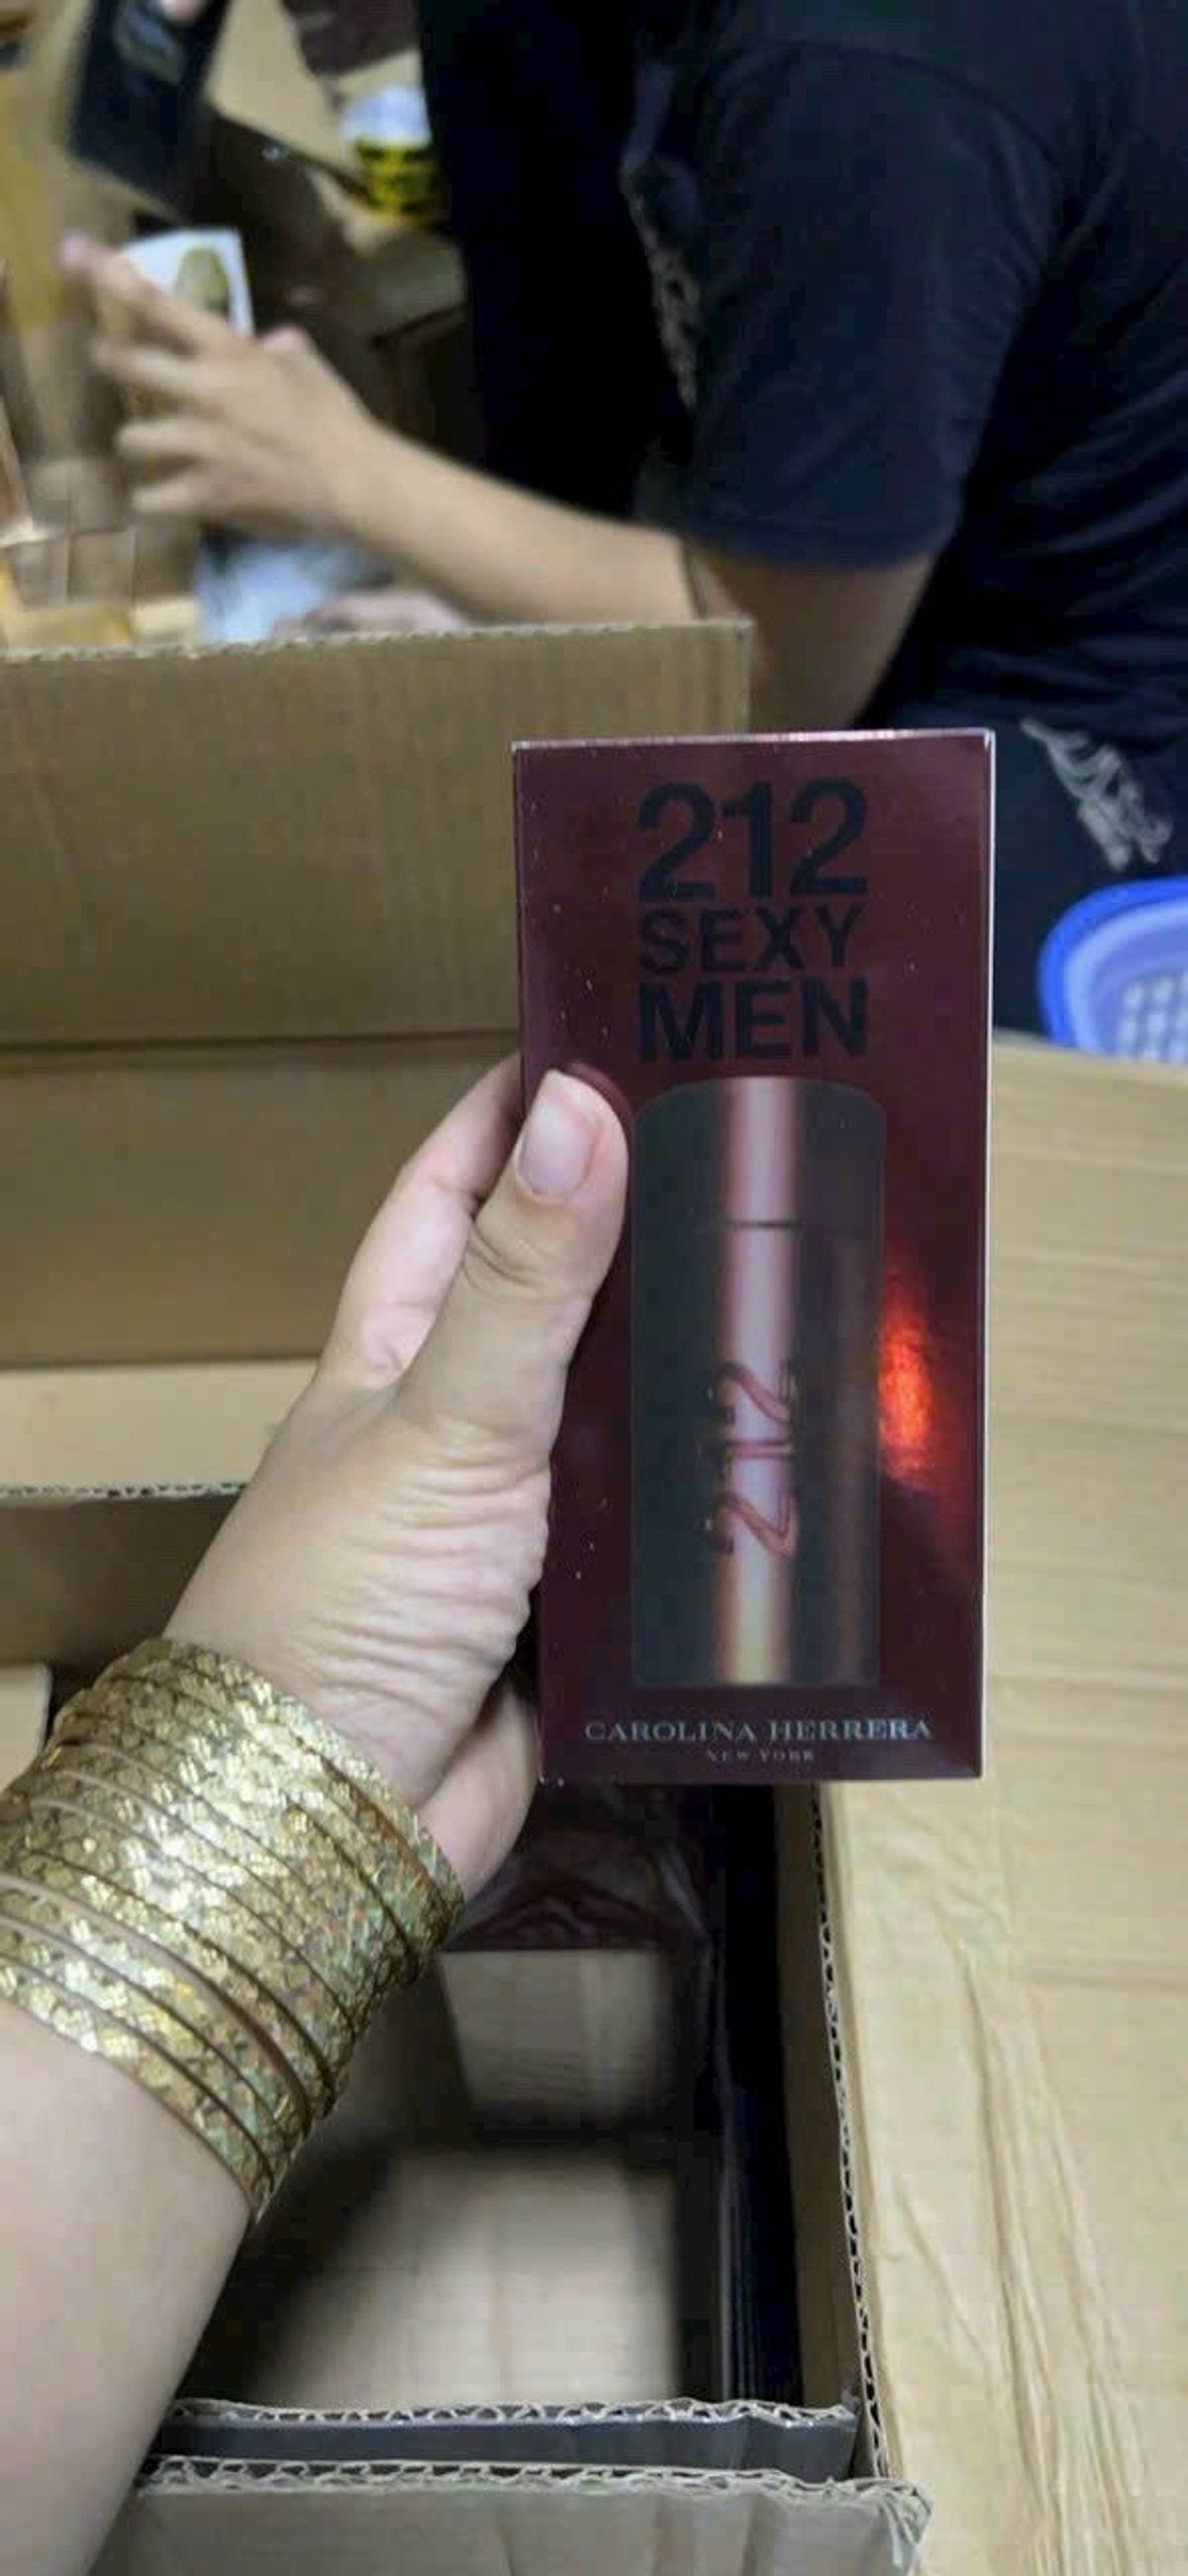 212
SEXY
MEN
212
CAROLINA HERRERA
NEW YORK